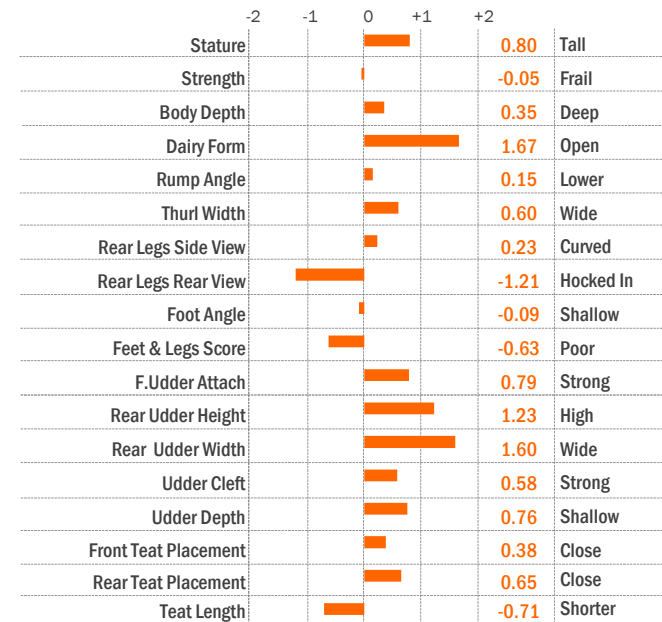 -2 -1 0 +1 +2
Stature 0.80 Tall
Strength -0.05 Frail
Body Depth 0.35 Deep
Dairy Form 1.67 Open
Rump Angle 0.15 Lower
Thurl Width 0.60 Wide
Rear Legs Side View 0.23 Curved
Rear Legs Rear View -1.21 Hocked In
Foot Angle -0.09 Shallow
Feet & Legs Score -0.63 Poor
F.Udder Attach 0.79 Strong
Rear Udder Height 1.23 High
Rear Udder Width 1.60 Wide
Udder Cleft 0.58 Strong
Udder Depth 0.76 Shallow
Front Teat Placement 0.38 Close
Rear Teat Placement 0.65 Close
Teat Length -0.71 Shorter